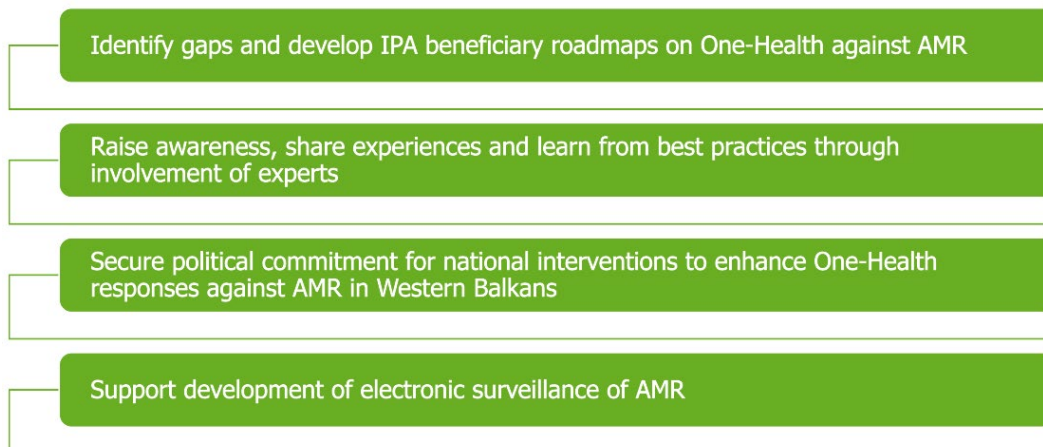 Identify gaps and develop IPA beneficiary roadmaps on One-Health against AMR
Raise awareness, share experiences and learn from best practices through
involvement of experts
Secure political commitment for national interventions to enhance One-Health
responses against AMR in Western Balkans
Support development of electronic surveillance of AMR